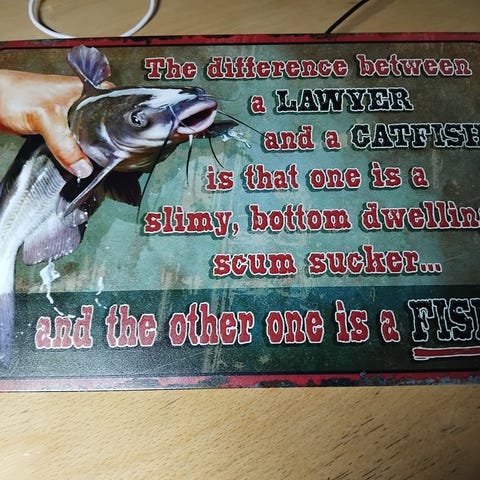 The difference between
a LAWYER
and a CATFISH
is that one is a
slimy, bottom dwellin
scum sucker...
and the other one is a FISH